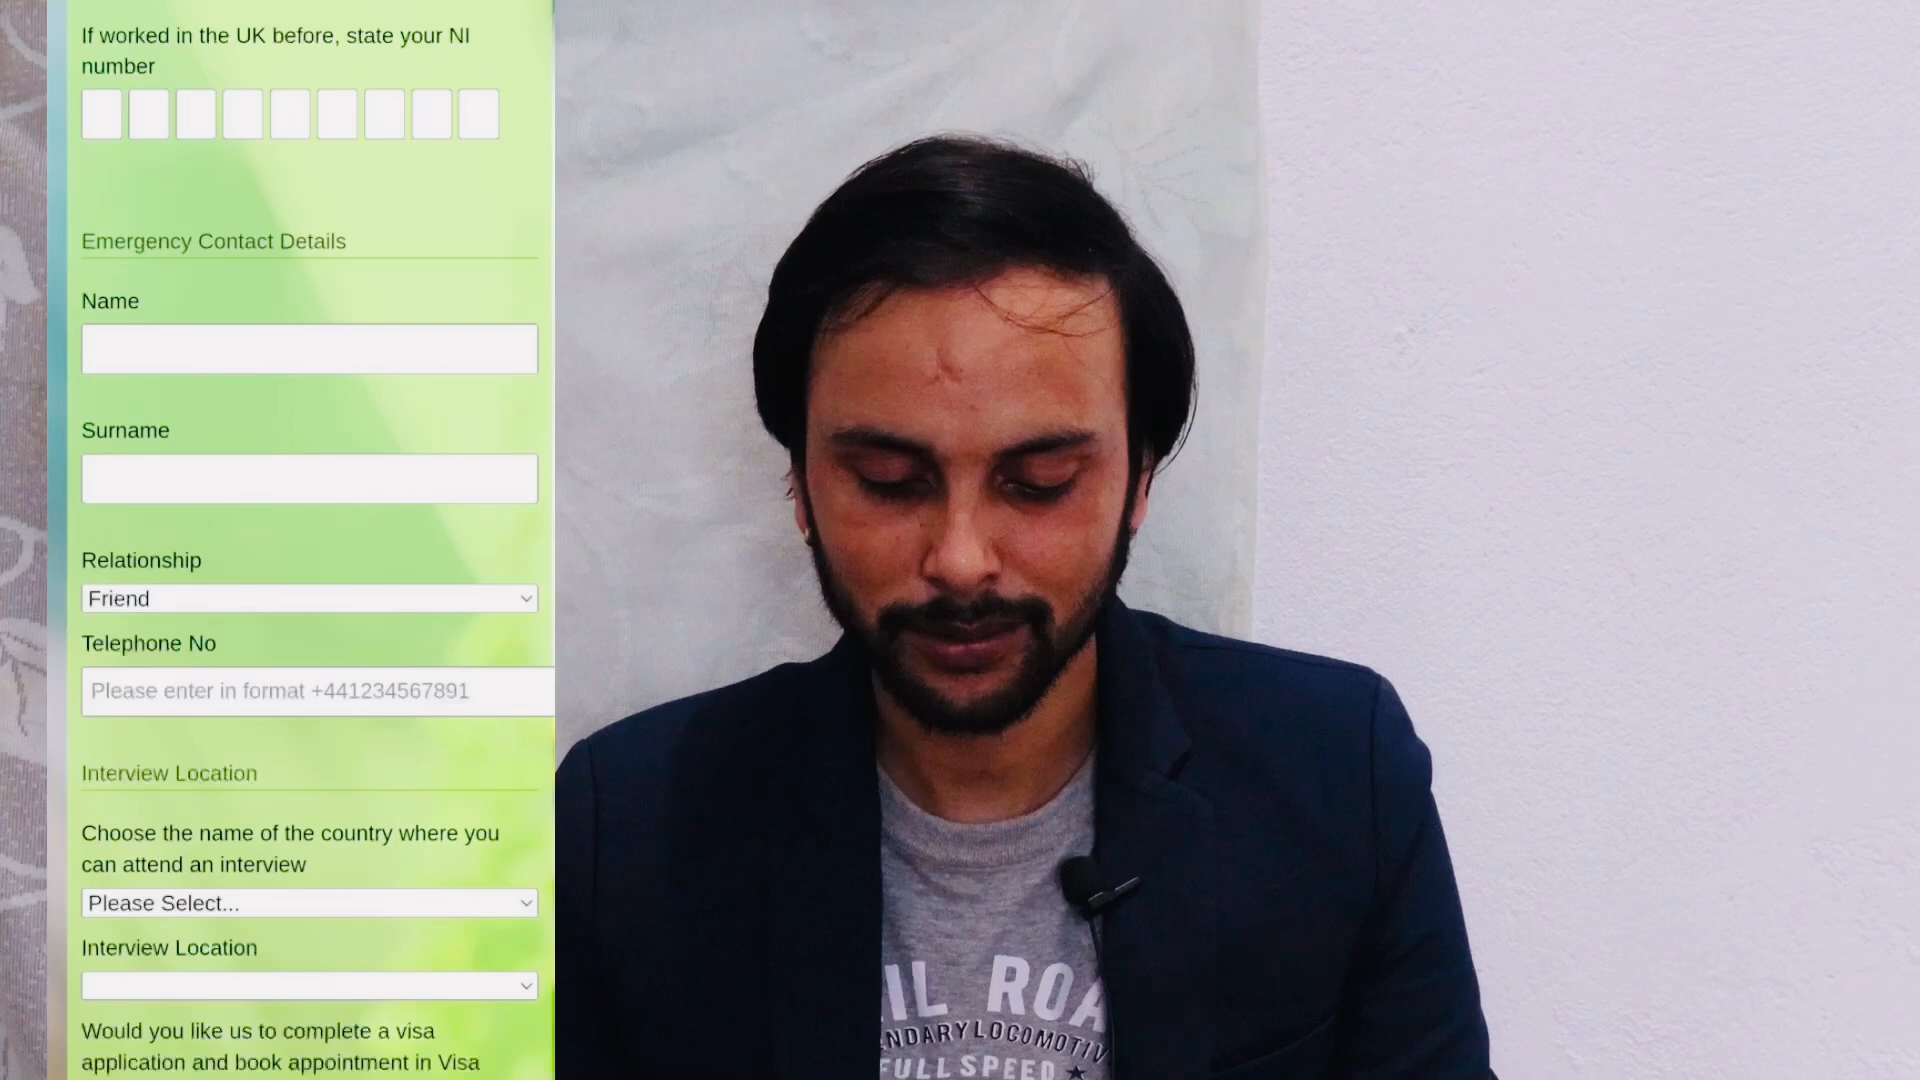 If worked in the UK before, state your NI
number
Emergency Contact Details
Name
Surname
Relationship
Friend
Telephone No
Please enter in format +441234567891
Interview Location
Choose the name of the country where you
can attend an interview
Please Select...
Interview Location
Would you like us to complete a visa
application and book appointment in Visa
IL ROA
NDARY LOCOMOTIV
FULL SPEED